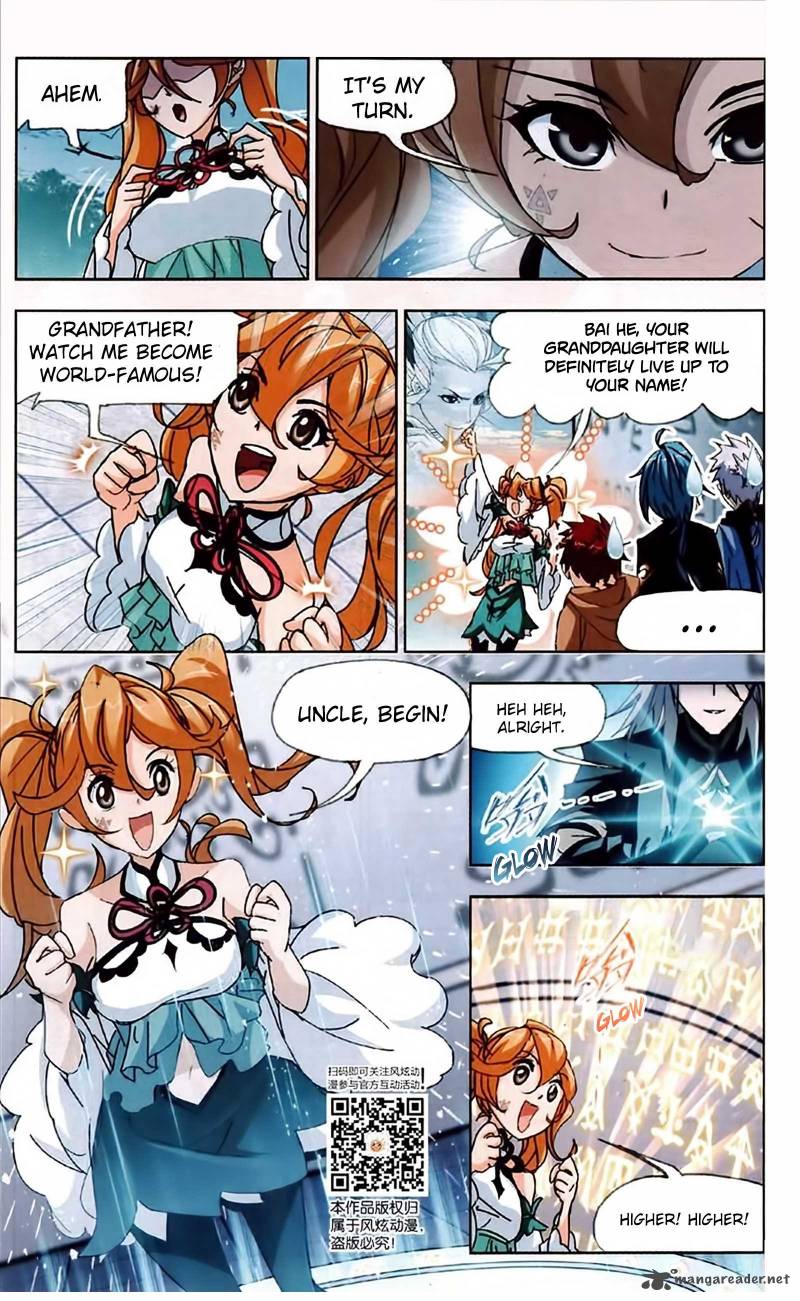 AHEM.
IT'S MY
TURN.
GRANDFATHER!
WATCH ME BECOME
WORLD-FAMOUS!
BAI HE, YOUR
GRANDDAUGHTER WILL
DEFINITELY LIVE UP TO
YOUR NAME!
...
UNCLE, BEGIN!
HEH HEH,
ALRIGHT.
GLOW
GLOW
HIGHER! HIGHER!
扫码即可关注风炫动
漫参与官方互动活动!
本作品版权归
属于风炫动漫,
盗版必究!
mangareader.net